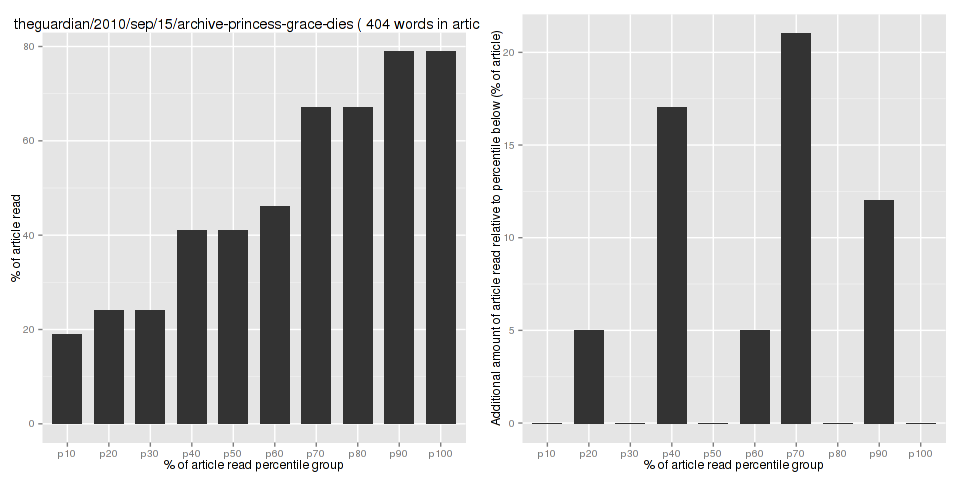 theguardian/2010/sep/15/archive-princess-grace-dies ( 404 words in artic
% of article read
80
60
40
20
0
p10 p20 p30 p40 p50 p60 p70 p80 p90 p100
% of article read percentile group
Additional amount of article read relative to percentile below (% of article)
20
15
10
5
0
p10 p20 p30 p40 p50 p60 p70 p80 p90 p100
% of article read percentile group